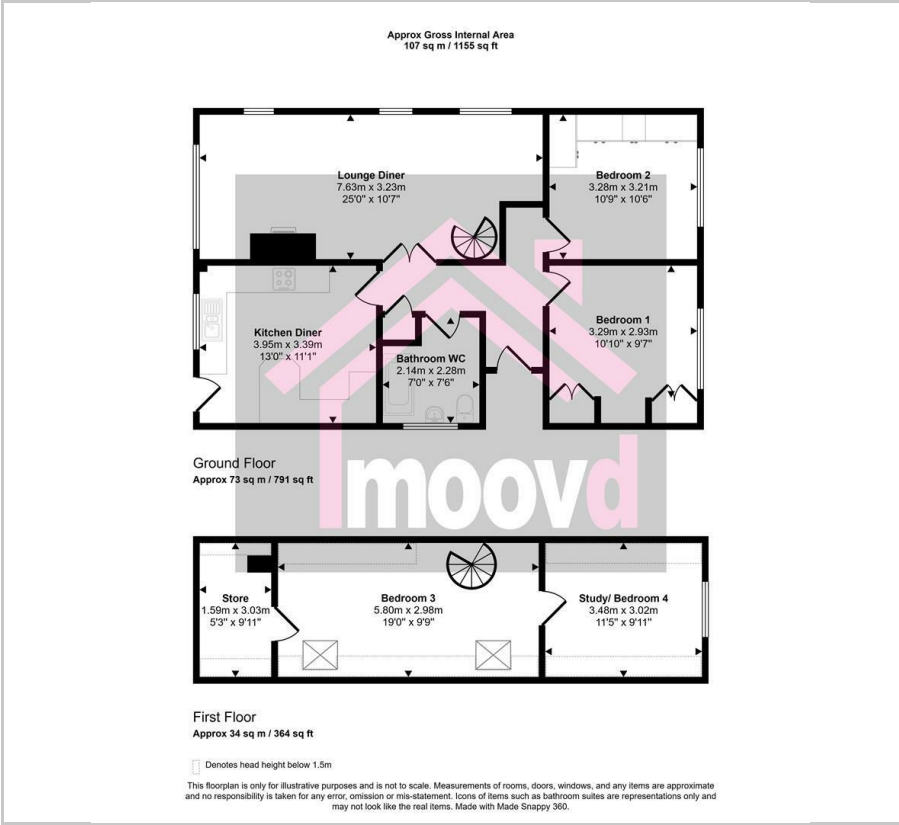 Approx Gross Internal Area
107 sq m / 1155 sq ft
Lounge Diner
7.63m x 3.23m
25'0" x 10'7"
Bedroom 2
3.28m x 3.21m
10'9" x 10'6"
Kitchen Diner
3.95m x 3.39m
13'0" x 11'1"
Bathroom WC
2.14m x 2.28m
7'0" x 7'6"
Bedroom 1
3.29m x 2.93m
10'10" x 9'7"
Ground Floor
Approx 73 sq m / 791 sq ft
moovd
Store
1.59m x 3.03m
5'3" x 9'11"
Bedroom 3
5.80m x 2.98m
19'0" x 9'9"
Study/ Bedroom 4
3.48m x 3.02m
11'5" x 9'11"
First Floor
Approx 34 sq m / 364 sq ft
Denotes head height below 1.5m
This floorplan is only for illustrative purposes and is not to scale. Measurements of rooms, doors, windows, and any items are approximate
and no responsibility is taken for any error, omission or mis-statement. Icons of items such as bathroom suites are representations only and
may not look like the real items. Made with Made Snappy 360.